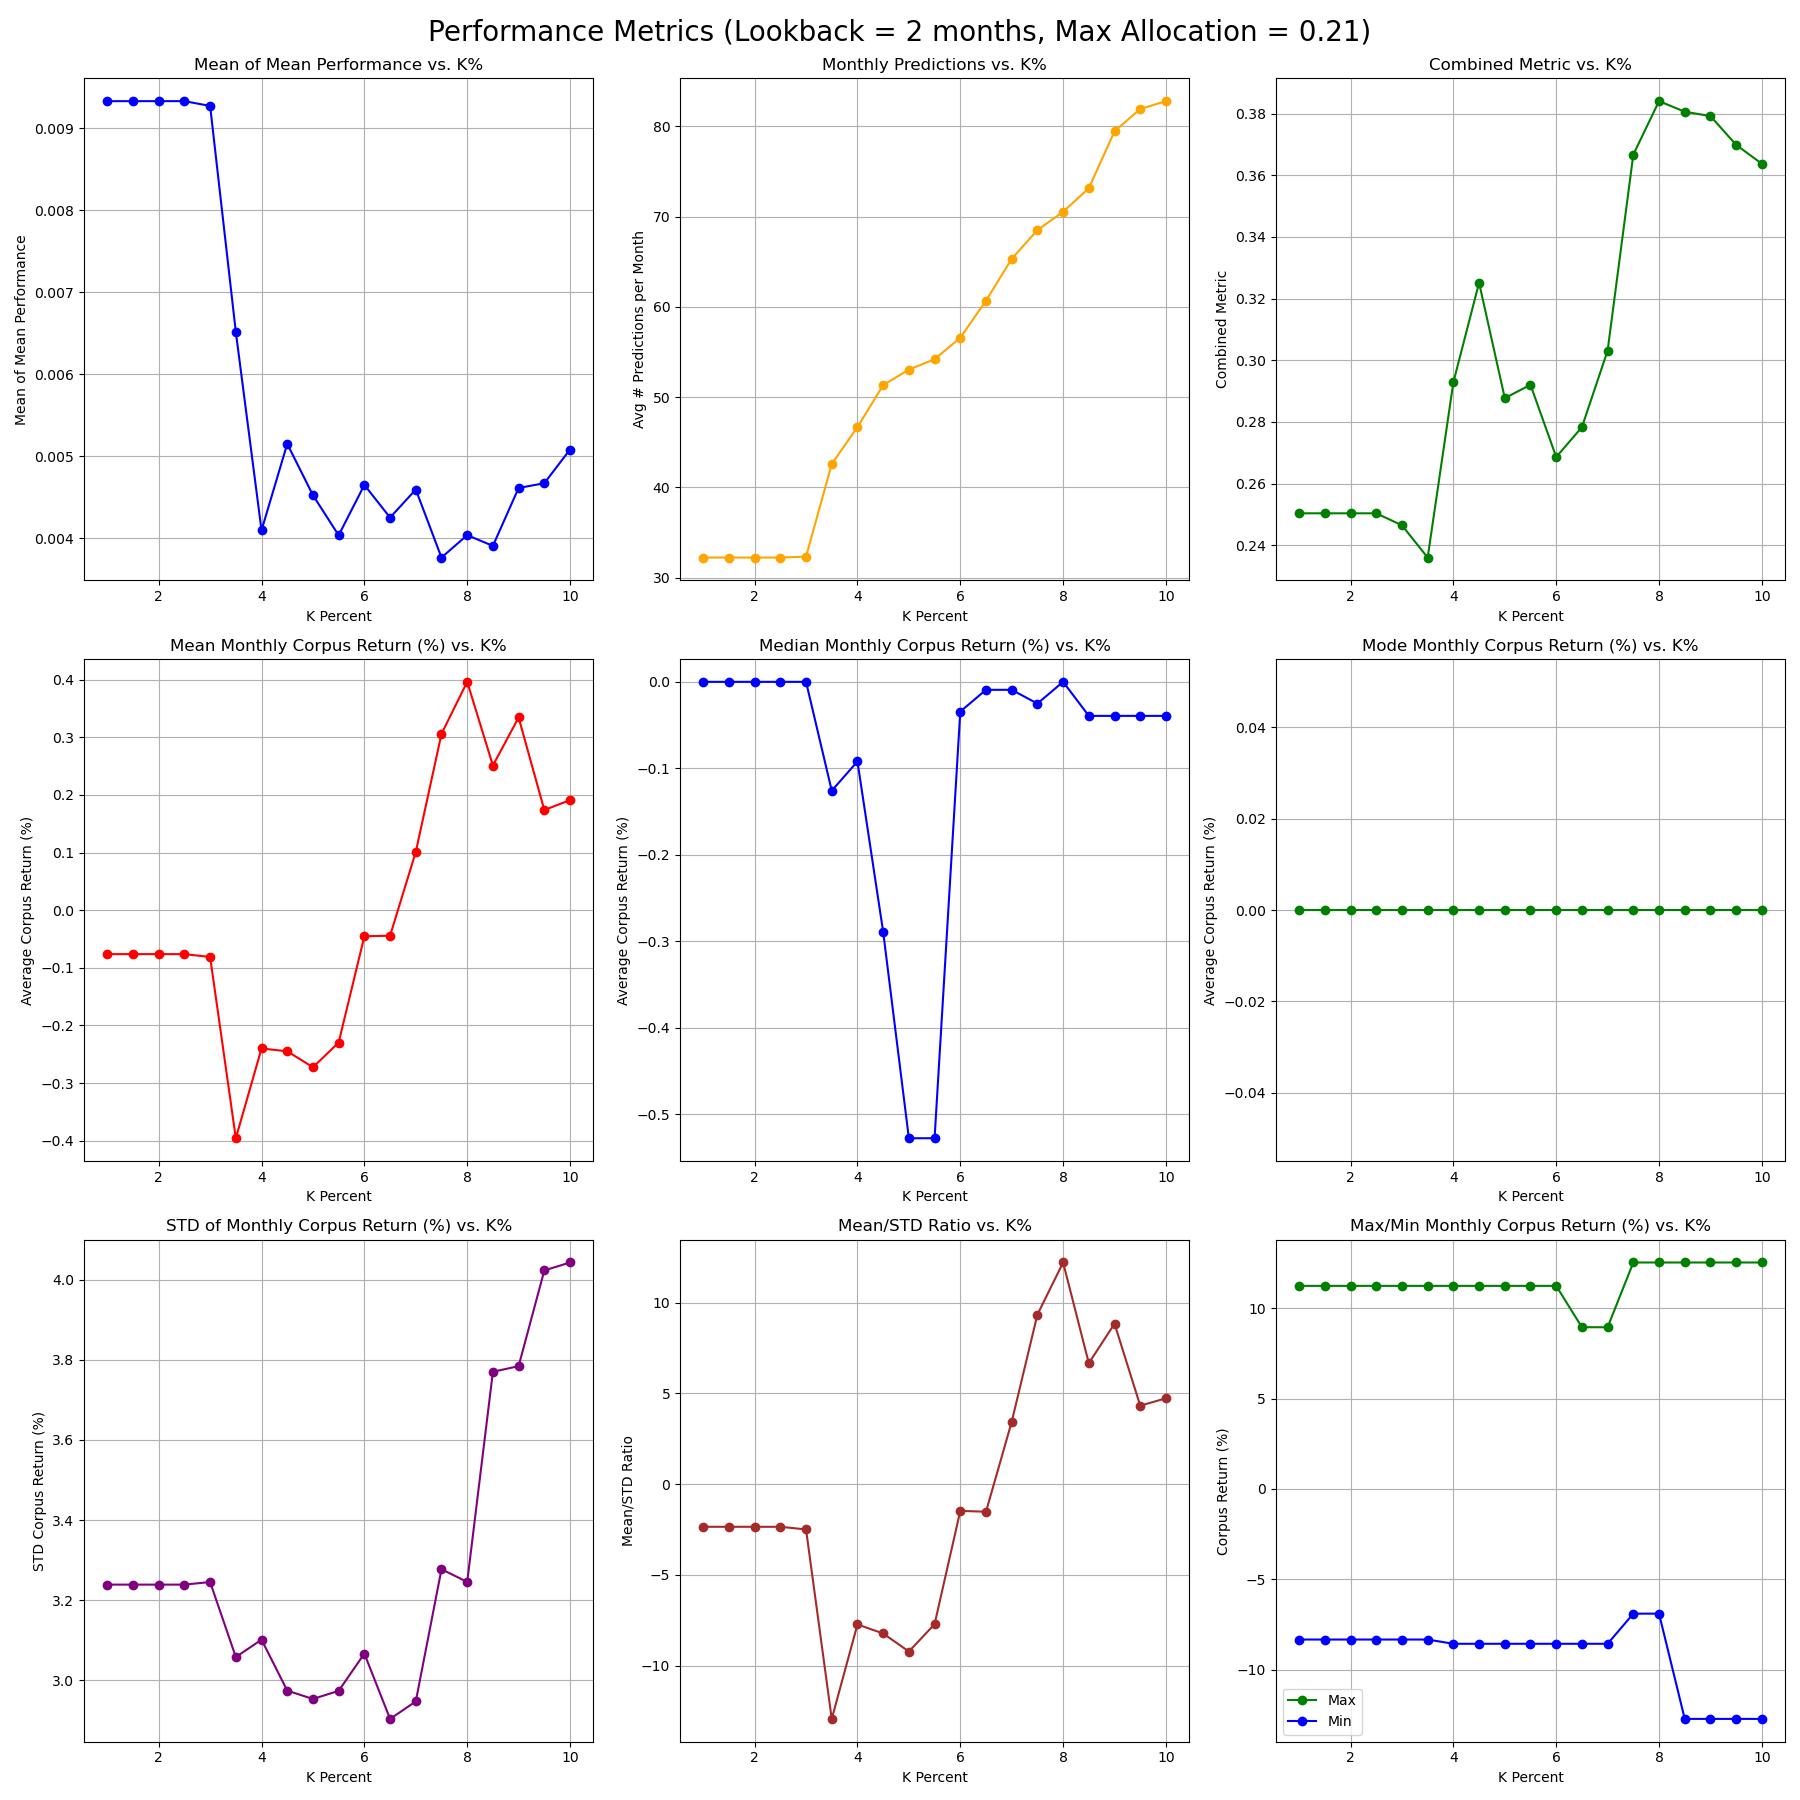 Performance Metrics (Lookback = 2 months, Max Allocation = 0.21)
Mean of Mean Performance vs. K%
Mean of Mean Performance
0.009
0.008
0.007
0.006
0.005
0.004
2 4 6 8 10
K Percent
Monthly Predictions vs. K%
Avg # Predictions per Month
80
70
60
50
40
30
2 4 6 8 10
K Percent
Combined Metric vs. K%
Combined Metric
0.38
0.36
0.34
0.32
0.30
0.28
0.26
0.24
2 4 6 8 10
K Percent
Mean Monthly Corpus Return (%) vs. K%
Average Corpus Return (%)
0.4
0.3
0.2
0.1
0.0
−0.1
−0.2
−0.3
−0.4
2 4 6 8 10
K Percent
Median Monthly Corpus Return (%) vs. K%
Average Corpus Return (%)
0.0
−0.1
−0.2
−0.3
−0.4
−0.5
2 4 6 8 10
K Percent
Mode Monthly Corpus Return (%) vs. K%
Average Corpus Return (%)
0.04
0.02
0.00
−0.02
−0.04
2 4 6 8 10
K Percent
STD of Monthly Corpus Return (%) vs. K%
STD Corpus Return (%)
4.0
3.8
3.6
3.4
3.2
3.0
2 4 6 8 10
K Percent
Mean/STD Ratio vs. K%
Mean/STD Ratio
10
5
0
−5
−10
2 4 6 8 10
K Percent
Max/Min Monthly Corpus Return (%) vs. K%
Corpus Return (%)
10
5
0
−5
−10
Max
Min
2 4 6 8 10
K Percent